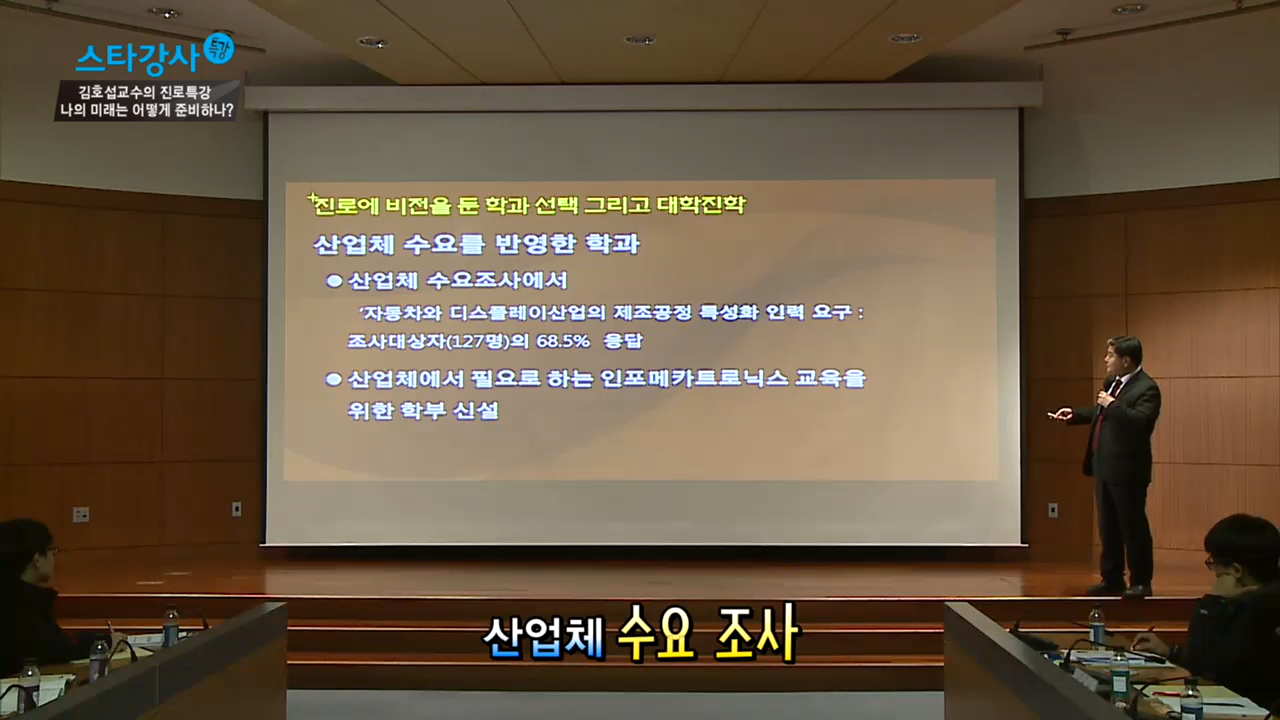 스타강사 특강
김호섭교수의 진로특강
나의 미래는 어떻게 준비하나?
진로에 비전을 둔 학과 선택 그리고 대학진학
산업체 수요를 반영한 학과
● 산업체 수요조사에서
'자동차와 디스플레이산업의 제조공정 특성화 인력 요구 :
조사대상자(127명)의 68.5% 응답
● 산업체에서 필요로 하는 인포메카트로닉스 교육을
위한 학부 신설
산업체 수요 조사